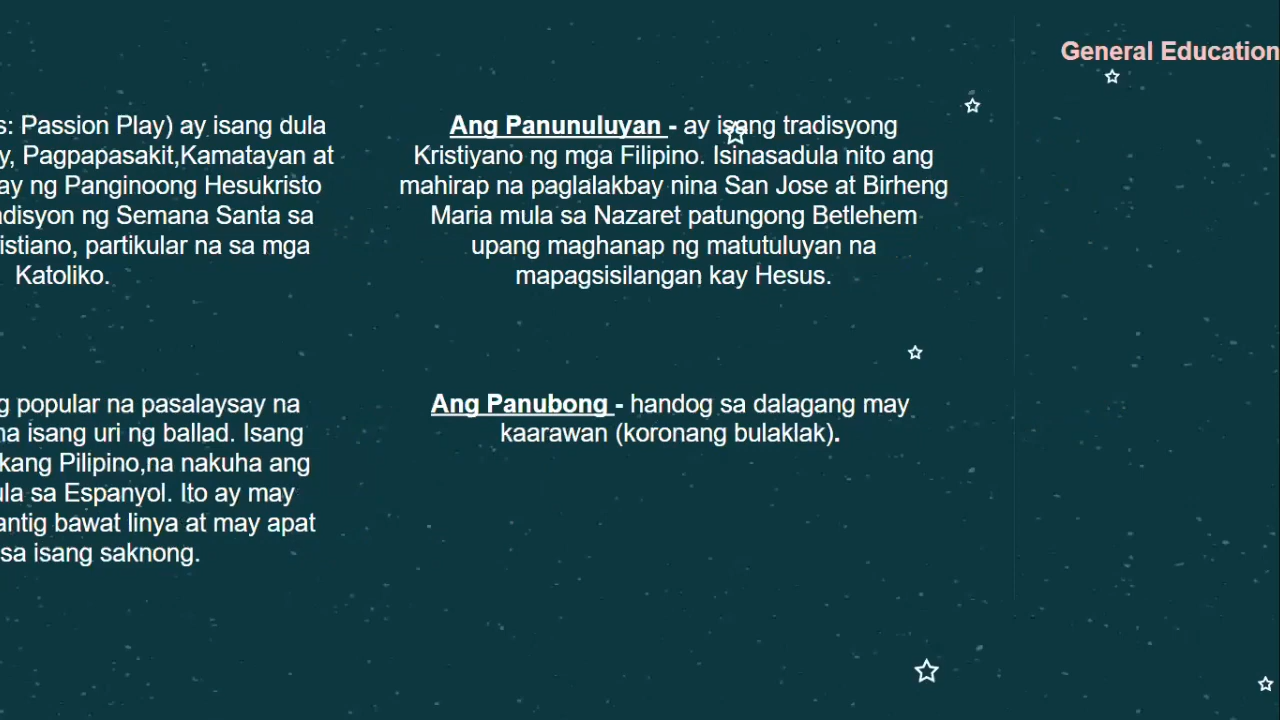 General Education
s: Passion Play) ay isang dula
y, Pagpapasakit,Kamatayan at
ay ng Panginoong Hesukristo
disyon ng Semana Santa sa
istiano, partikular na sa mga
Katoliko.
Ang Panunuluyan - ay isang tradisyong
Kristiyano ng mga Filipino. Isinasadula nito ang
mahirap na paglalakbay nina San Jose at Birheng
Maria mula sa Nazaret patungong Betlehem
upang maghanap ng matutuluyan na
mapagsisilangan kay Hesus.
g popular na pasalaysay na
na isang uri ng ballad. Isang
kang Pilipino,na nakuha ang
ula sa Espanyol. Ito ay may
antig bawat linya at may apat
sa isang saknong.
Ang Panubong - handog sa dalagang may
kaarawan (koronang bulaklak).